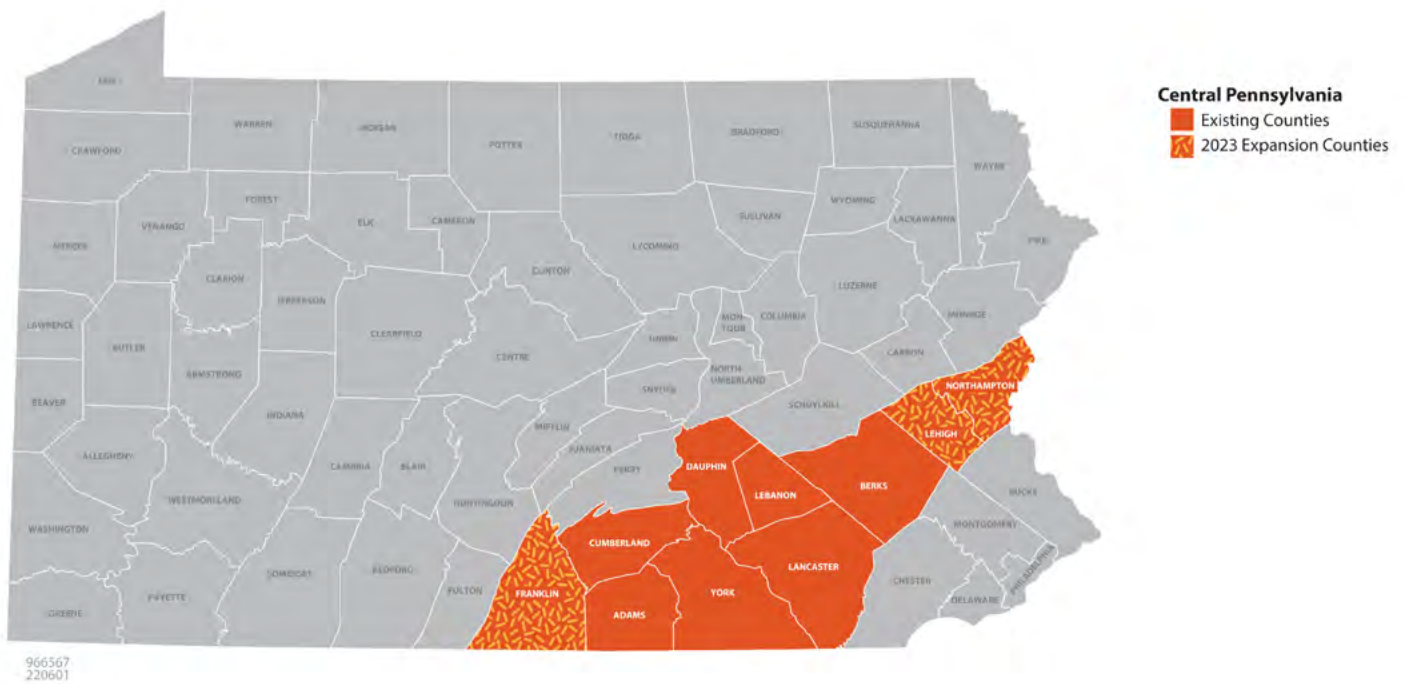 Central Pennsylvania
Existing Counties
2023 Expansion Counties
ERIE
CRAWFORD
WARREN
MCKEAN
POTTER
TIOGA
BRADFORD
SUSQUEHANNA
WAYNE
FOREST
VENANGO
MERCER
ELK
CAMERON
LYCOMING
SULLIVAN
WYOMING
LACKAWANNA
PIKE
CLARION
CLINTON
LUZERNE
LAWRENCE
BUTLER
JEFFERSON
CLEARFIELD
CENTRE
UNION
MON-
TOUR
COLUMBIA
MONROE
CARBON
ARMSTRONG
SNYDER
NORTH-
UMBERLAND
NORTHAMPTON
BEAVER
INDIANA
SCHUYLKILL
LEHIGH
ALLEGHENY
CAMBRIA
BLAIR
MIFFLIN
JUNIATA
PERRY
DAUPHIN
LEBANON
BERKS
BUCKS
WESTMORELAND
HUNTINGDON
WASHINGTON
CUMBERLAND
MONTGOMERY
LANCASTER
PHILADELPHIA
SOMERSET
BEDFORD
FULTON
FRANKLIN
ADAMS
YORK
CHESTER
DELAWARE
GREENE
FAYETTE
966567
220601